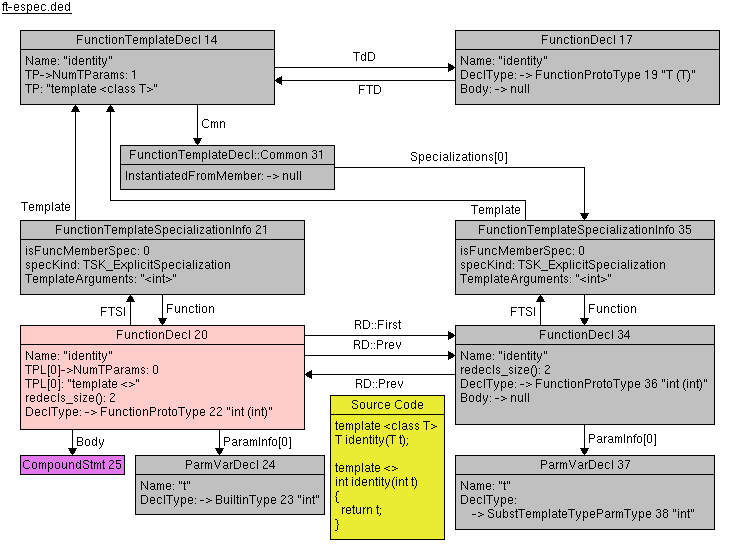 ft-espec.ded
FunctionTemplateDecl 14
Name: "identity"
TP->NumTParams: 1
TP: "template <class T>"
TdD
FTD
FunctionDecl 17
Name: "identity"
DeclType: -> FunctionProtoType 19 "T (T)"
Body: -> null
Cmn
FunctionTemplateDecl::Common 31
InstantiatedFromMember: -> null
Specializations[0]
Template
Template
FunctionTemplateSpecializationInfo 21
isFuncMemberSpec: 0
specKind: TSK_ExplicitSpecialization
TemplateArguments: "<int>"
FunctionTemplateSpecializationInfo 35
isFuncMemberSpec: 0
specKind: TSK_ExplicitSpecialization
TemplateArguments: "<int>"
FTSI
Function
FTSI
Function
FunctionDecl 20
Name: "identity"
TPL[0]->NumTParams: 0
TPL[0]: "template <>"
redecls_size(): 2
DeclType: -> FunctionProtoType 22 "int (int)"
RD::First
RD::Prev
RD::Prev
FunctionDecl 34
Name: "identity"
redecls_size(): 2
DeclType: -> FunctionProtoType 36 "int (int)"
Body: -> null
Body
ParamInfo[0]
ParamInfo[0]
CompoundStmt 25
ParmVarDecl 24
Name: "t"
DeclType: -> BuiltinType 23 "int"
Source Code
template <class T>
T identity(T t);
template <>
int identity(int t)
{
return t;
}
ParmVarDecl 37
Name: "t"
DeclType:
-> SubstTemplateTypeParmType 38 "int"